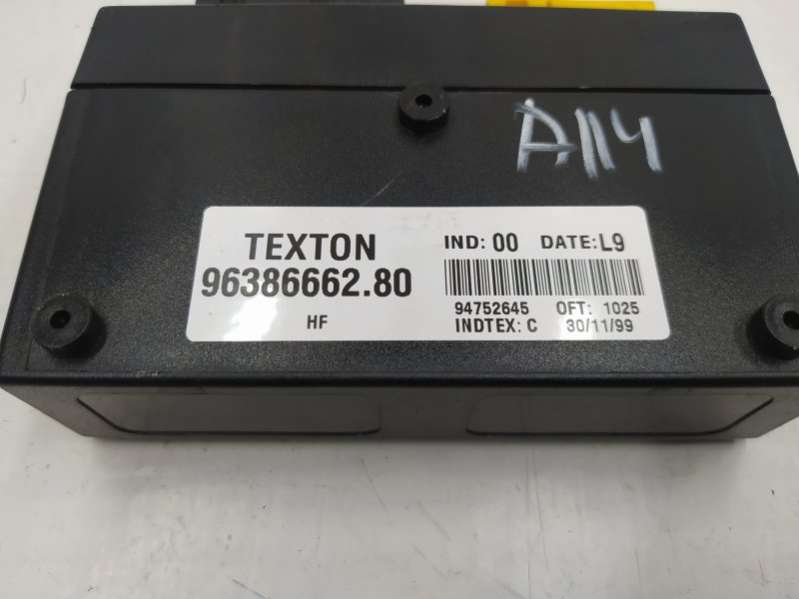 A114
TEXTON
96386662.80
HF
IND: 00 DATE: L9
94752645 OFT: 1025
INDTEX: C 30/11/99